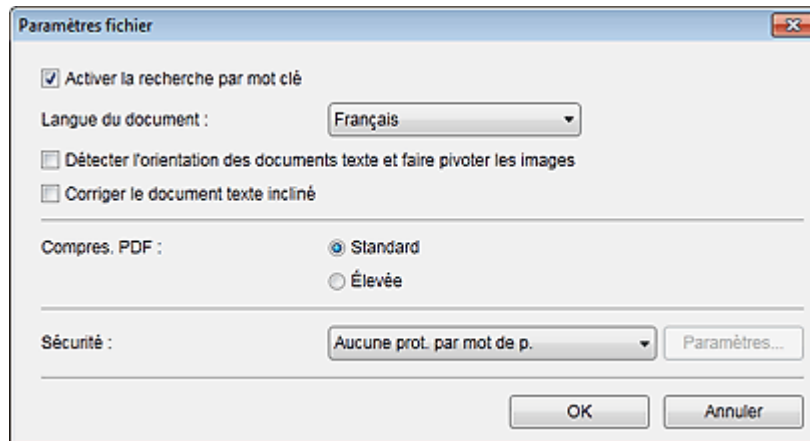 Paramètres fichier
Activer la recherche par mot clé
Langue du document : Français
Détecter l'orientation des documents texte et faire pivoter les images
Corriger le document texte incliné
Compres. PDF : Standard
Élevée
Sécurité : Aucune prot. par mot de p. Paramètres...
OK Annuler